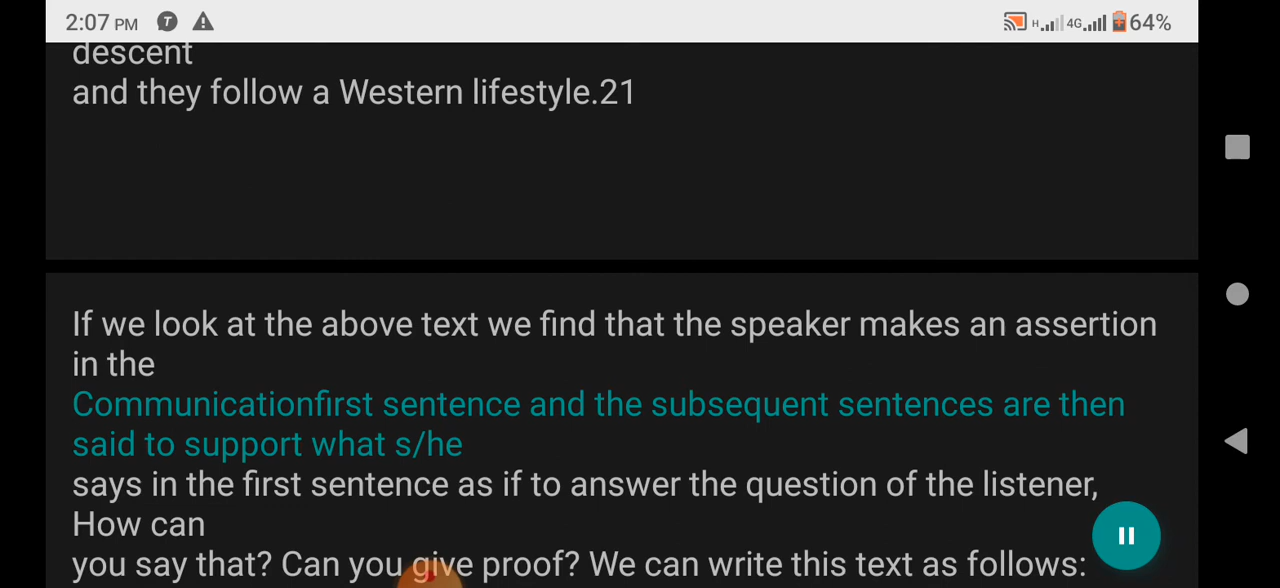 2:07 PM T H 4G 64%
descent
and they follow a Western lifestyle.21
If we look at the above text we find that the speaker makes an assertion
in the
Communicationfirst sentence and the subsequent sentences are then
said to support what s/he
says in the first sentence as if to answer the question of the listener,
How can
you say that? Can you give proof? We can write this text as follows: